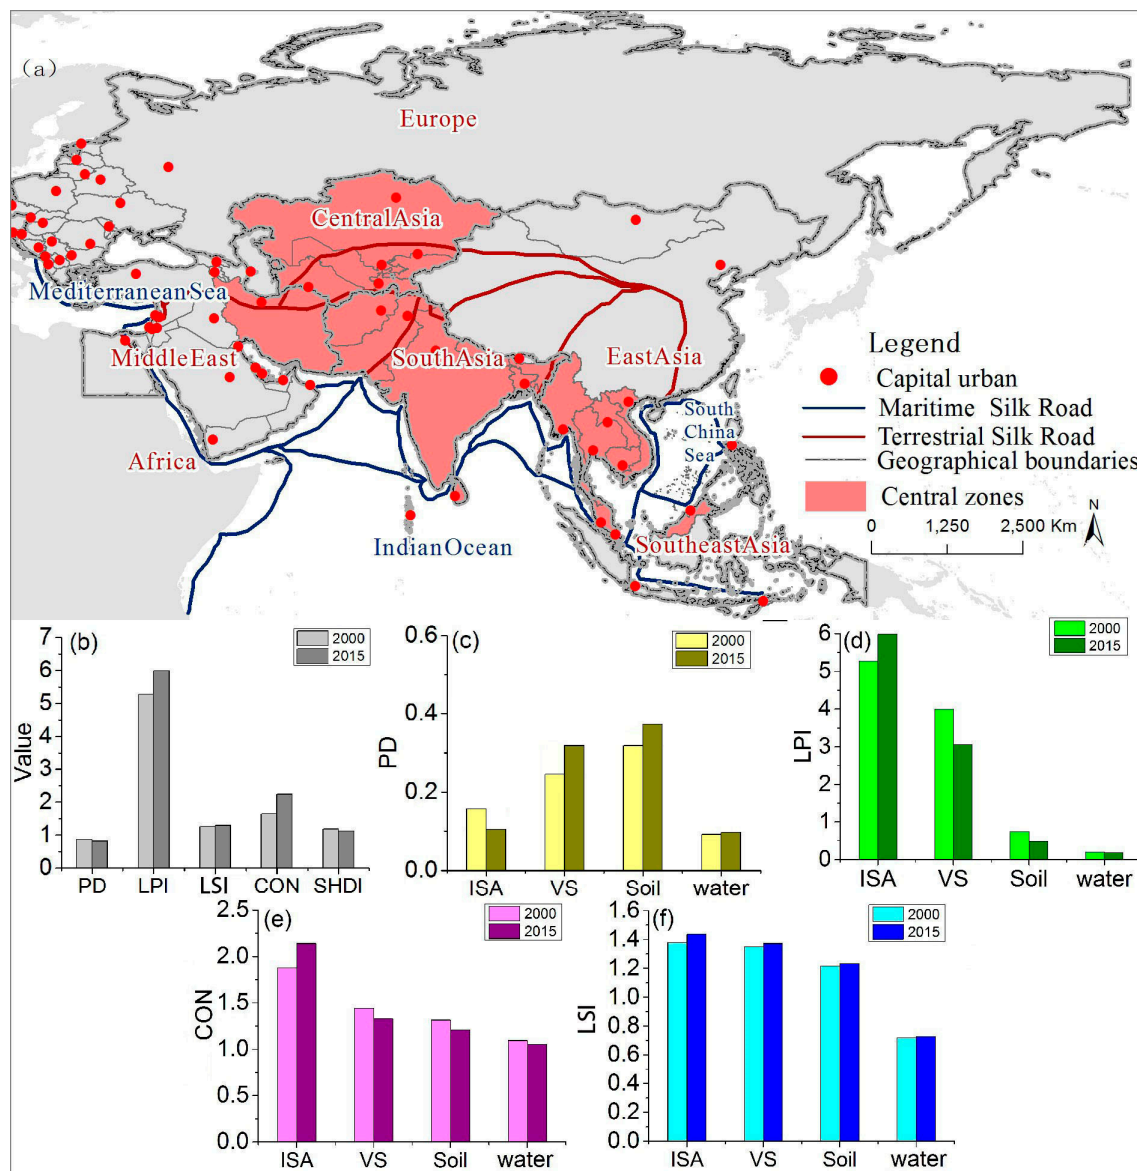 (a)
Europe
CentralAsia
MediterraneanSea
MiddleEast
SouthAsia
EastAsia
Africa
South
China
Sea
IndianOcean
SoutheastAsia
Legend
Capital urban
Maritime Silk Road
Terrestrial Silk Road
Geographical boundaries
Central zones
N
0 1,250 2,500 Km
(b)
2000
2015
Value
7
6
5
4
3
2
1
0
PD LPI LSI CON SHDI
(c)
2000
2015
PD
0.6
0.4
0.2
0.0
ISA VS Soil water
(d)
2000
2015
LPI
6
5
4
3
2
1
0
ISA VS Soil water
(e)
2000
2015
CON
2.5
2.0
1.5
1.0
0.5
0.0
ISA VS Soil water
(f)
2000
2015
LSI
1.6
1.4
1.2
1.0
0.8
0.6
0.4
0.2
0.0
ISA VS Soil water